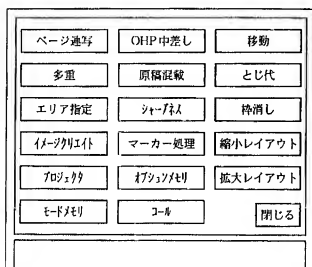 ページ連写 OHP中差し 移動
多重 原稿混載 とじ代
エリア指定 シャープネス 枠消し
イメージクリエイト マーカー処理 縮小レイアウト
プロジェクタ オプションメモリ 拡大レイアウト
モードメモリ コール 閉じる